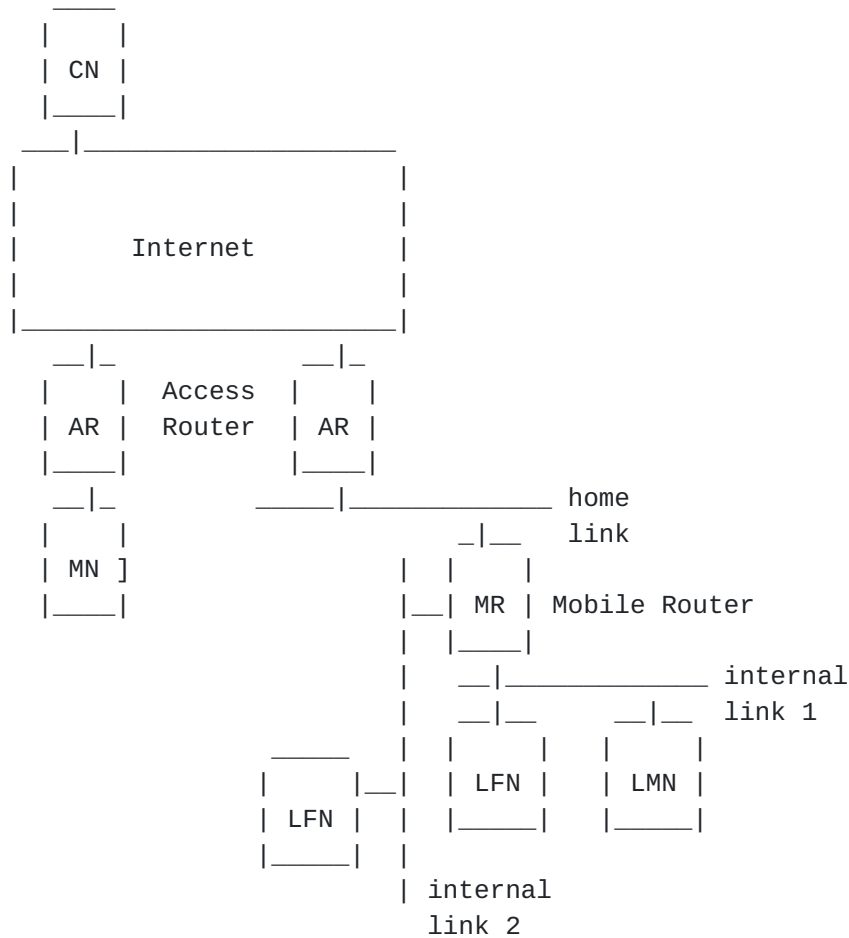 CN
Internet
Access
AR Router AR
home
link
MN ]
MR Mobile Router
internal
link 1
LFN LMN
LFN
internal
link 2